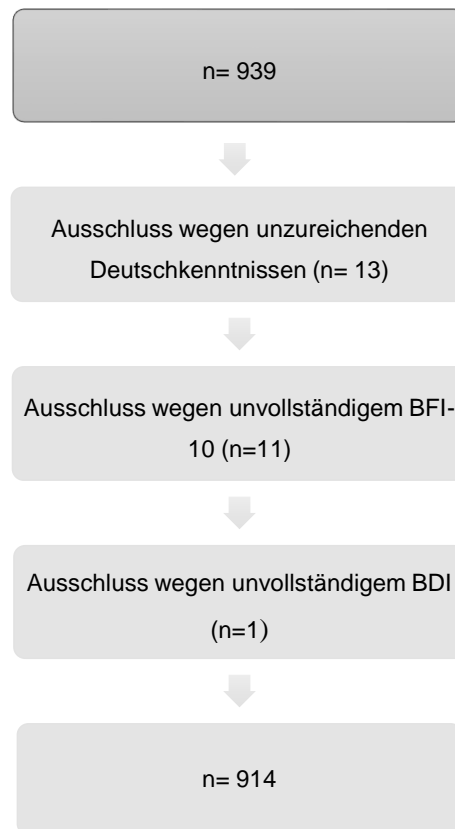 n= 939
Ausschluss wegen unzureichenden
Deutschkenntnissen (n= 13)
Ausschluss wegen unvollständigem BFI-
10 (n=11)
Ausschluss wegen unvollständigem BDI
(n=1)
n= 914